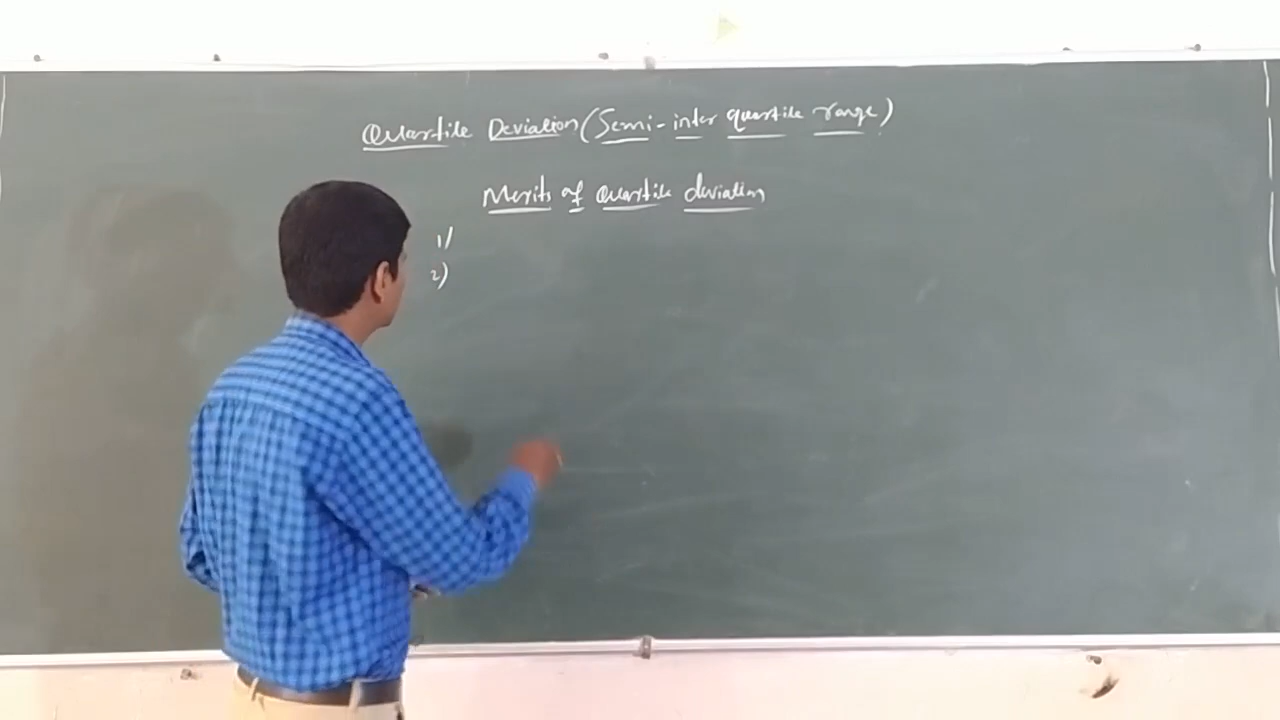 Quartile Deviation (Semi-inter quartile range)
Merits of Quartile deviation
1)
2)